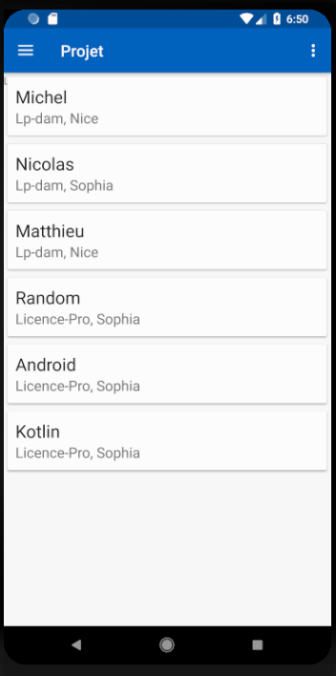 6:50
Projet
Michel
Lp-dam, Nice
Nicolas
Lp-dam, Sophia
Matthieu
Lp-dam, Nice
Random
Licence-Pro, Sophia
Android
Licence-Pro, Sophia
Kotlin
Licence-Pro, Sophia